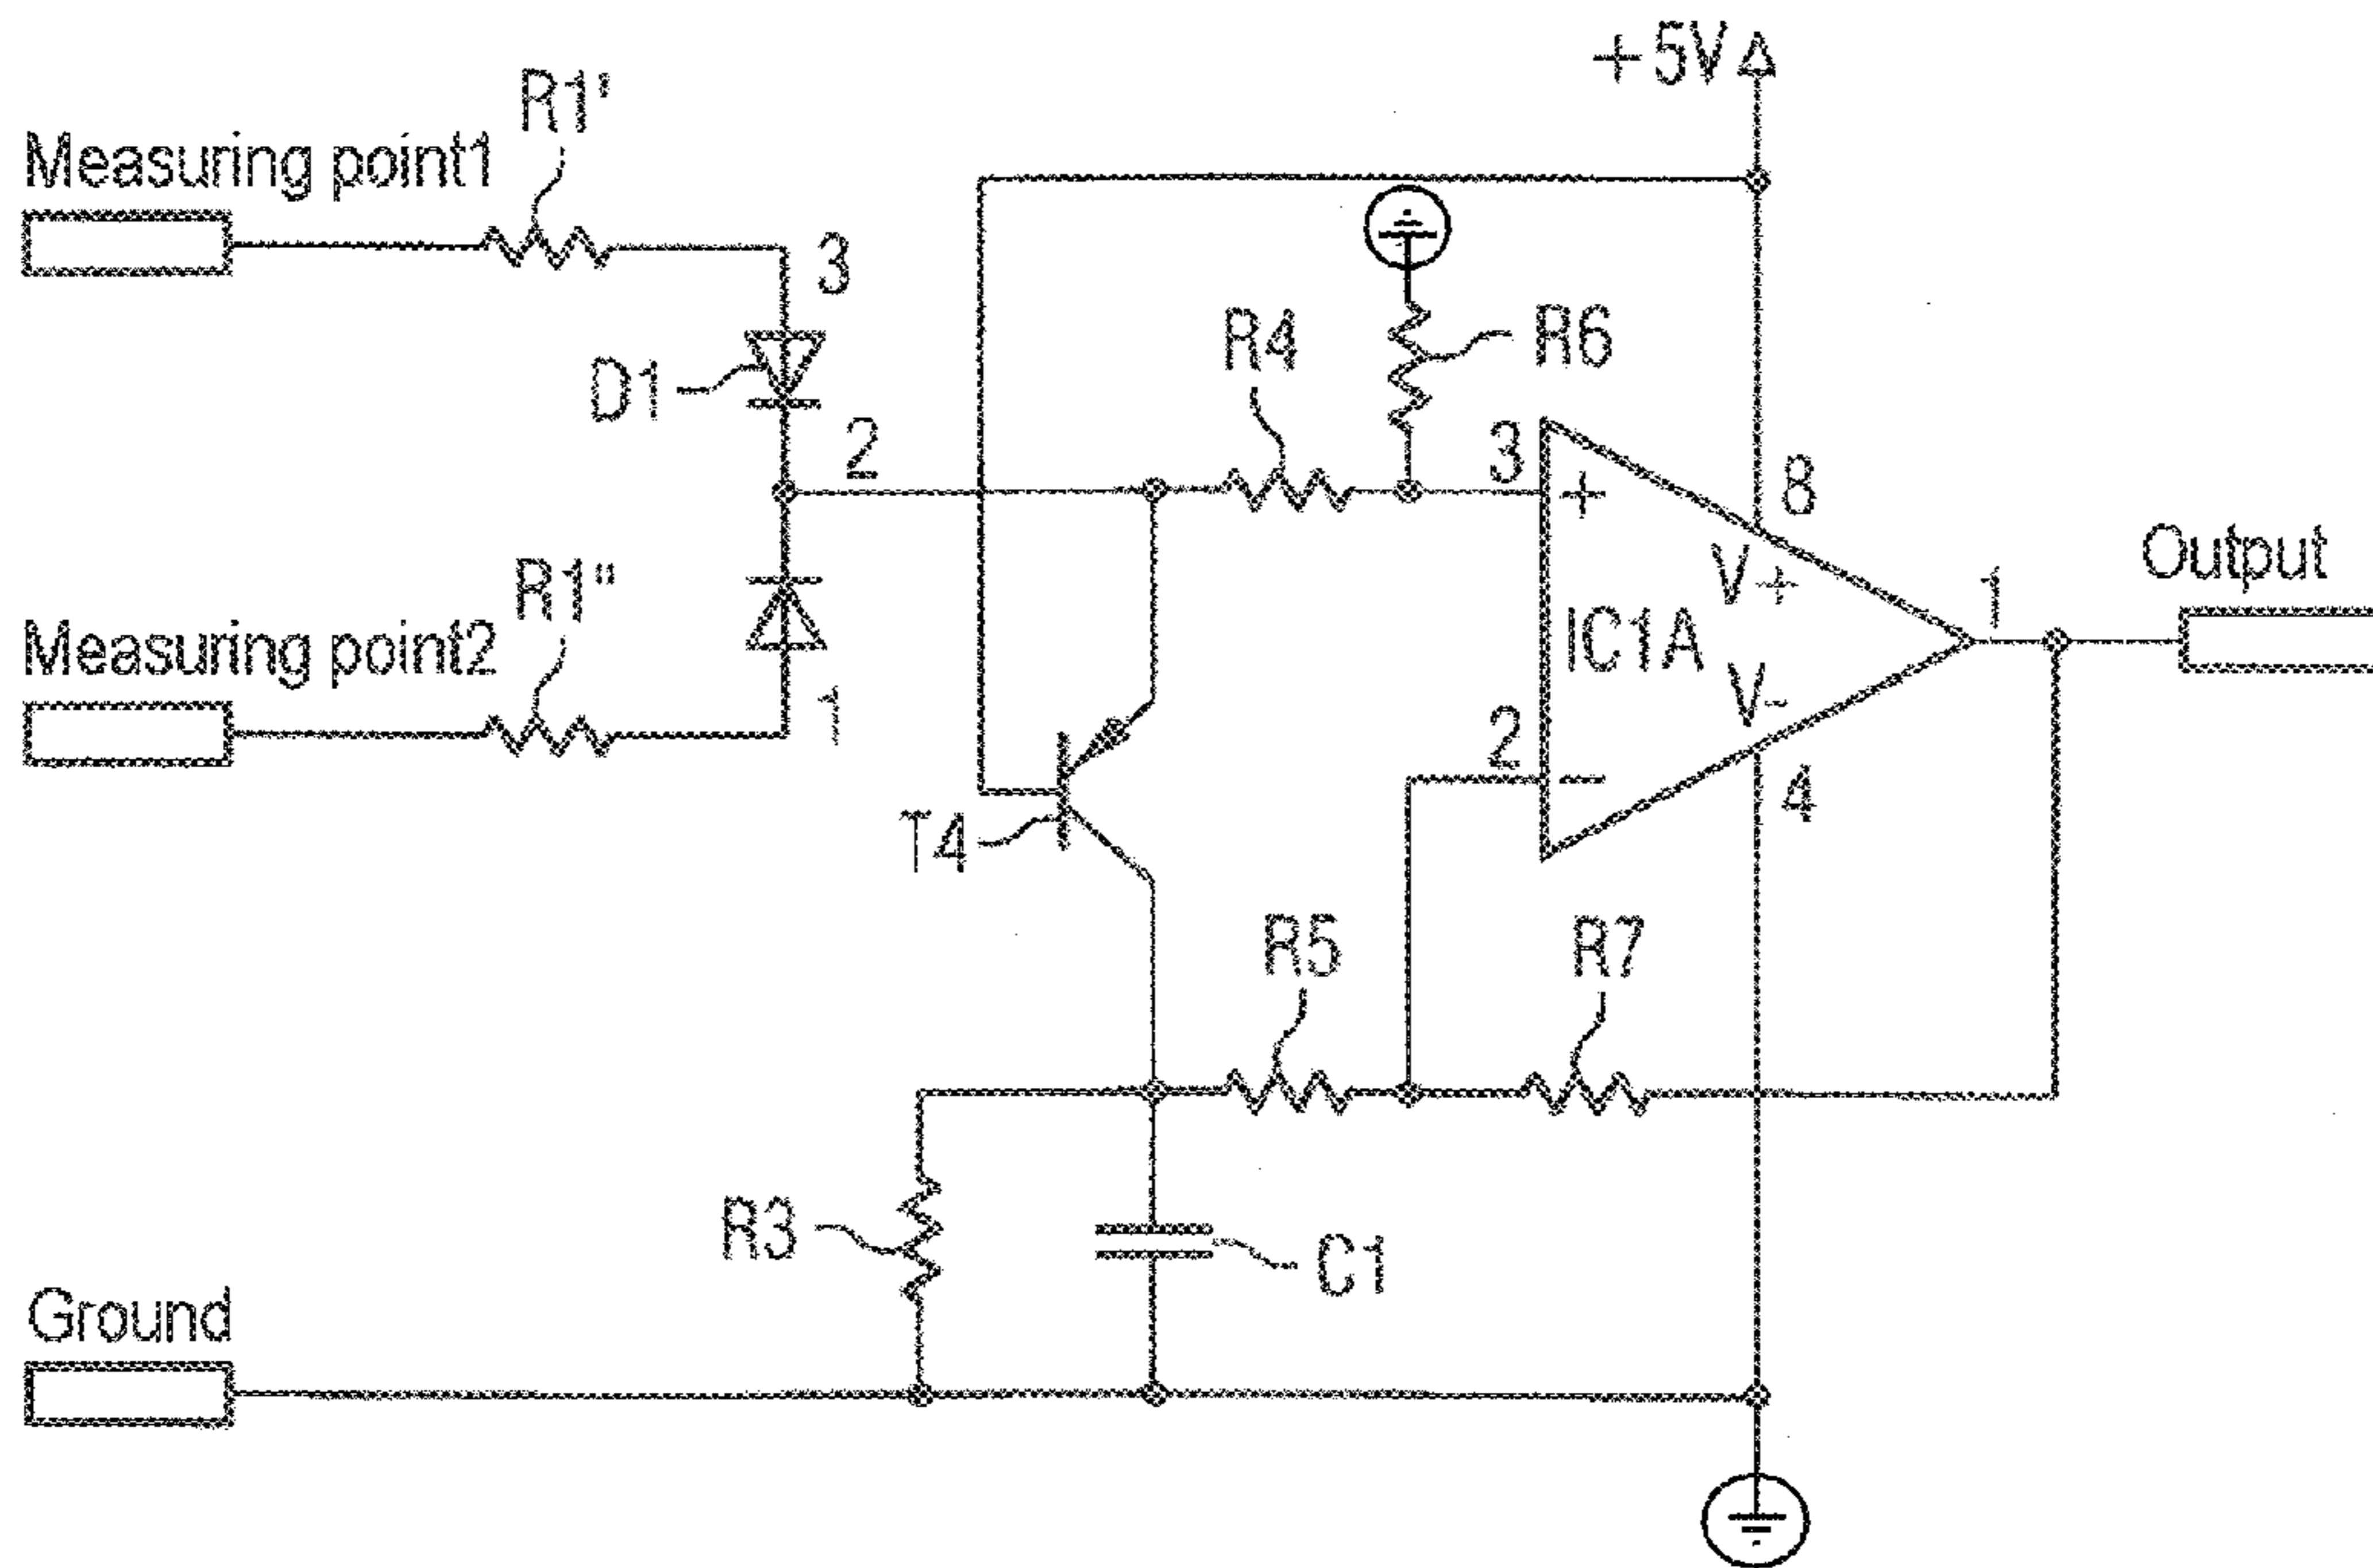 +5V
R1'
Measuring point1
3
D1
R4
R6
2
3
+
8
V+
IC1A
V-
1
Output
R1"
Measuring point2
1
2
-
4
T4
R5
R7
R3
C1
Ground